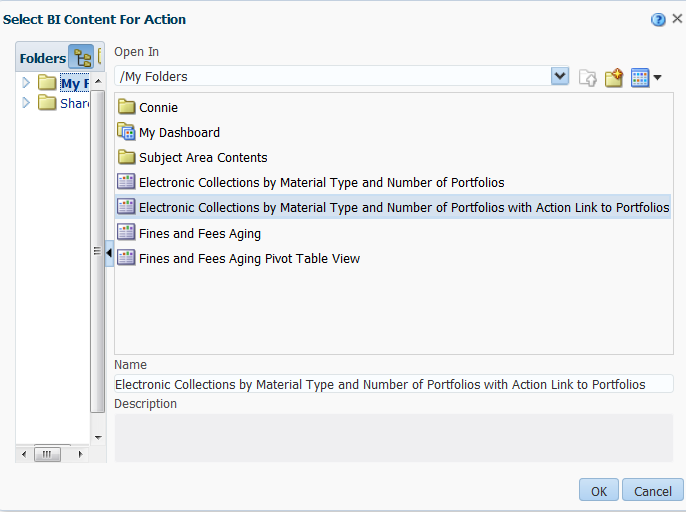 Select BI Content For Action
Folders
My F
Share
Open In
/My Folders
Connie
My Dashboard
Subject Area Contents
Electronic Collections by Material Type and Number of Portfolios
Electronic Collections by Material Type and Number of Portfolios with Action Link to Portfolios
Fines and Fees Aging
Fines and Fees Aging Pivot Table View
Name
Electronic Collections by Material Type and Number of Portfolios with Action Link to Portfolios
Description
OK
Cancel